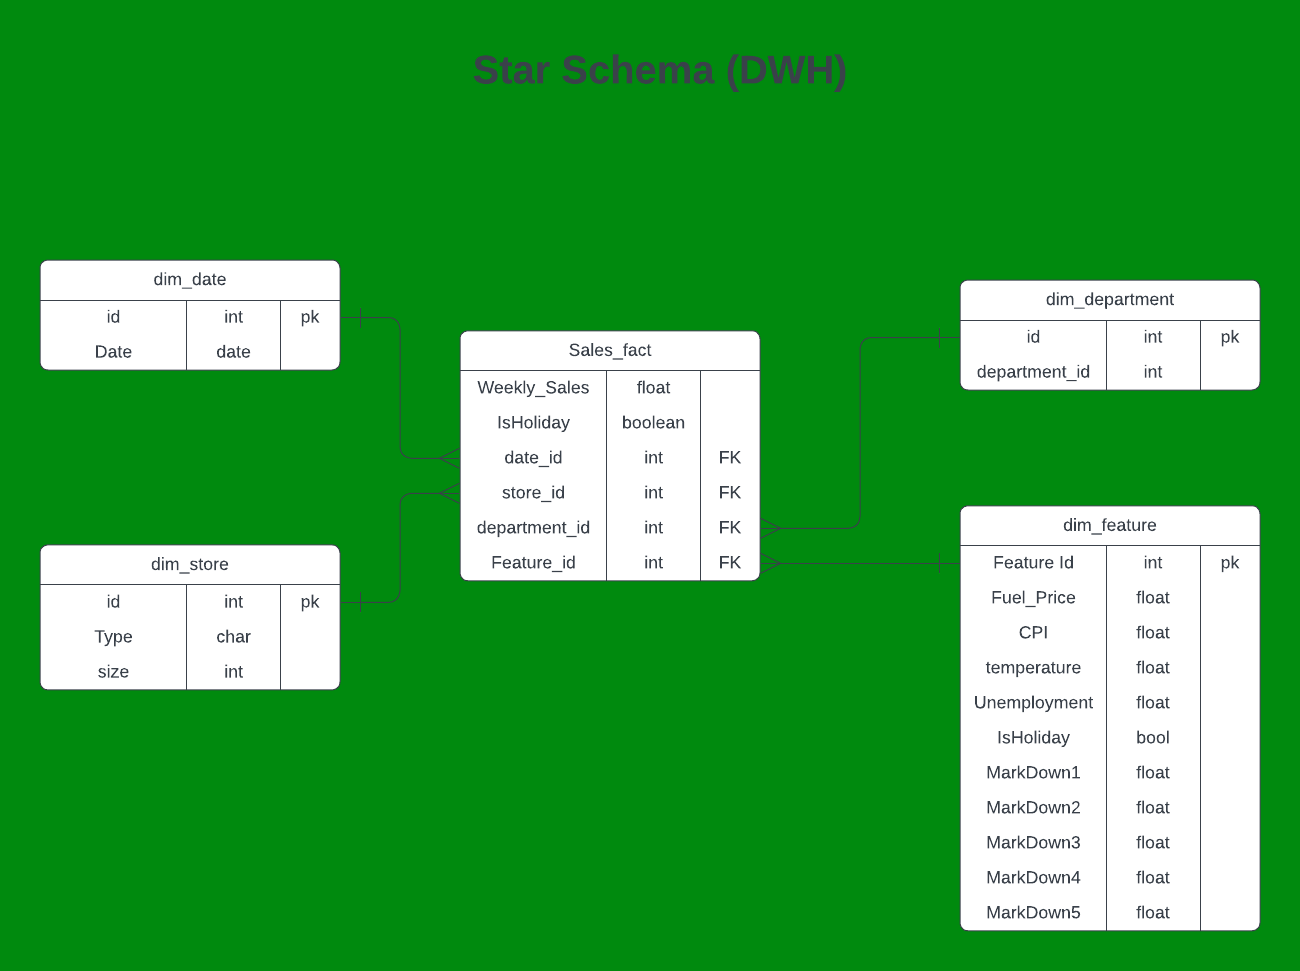 Star Schema (DWH)
dim_date
id int pk
Date date
dim_store
id int pk
Type char
size int
Sales_fact
Weekly_Sales float
IsHoliday boolean
date_id int FK
store_id int FK
department_id int FK
Feature_id int FK
dim_department
id int pk
department_id int
dim_feature
Feature Id int pk
Fuel_Price float
CPI float
temperature float
Unemployment float
IsHoliday bool
MarkDown1 float
MarkDown2 float
MarkDown3 float
MarkDown4 float
MarkDown5 float